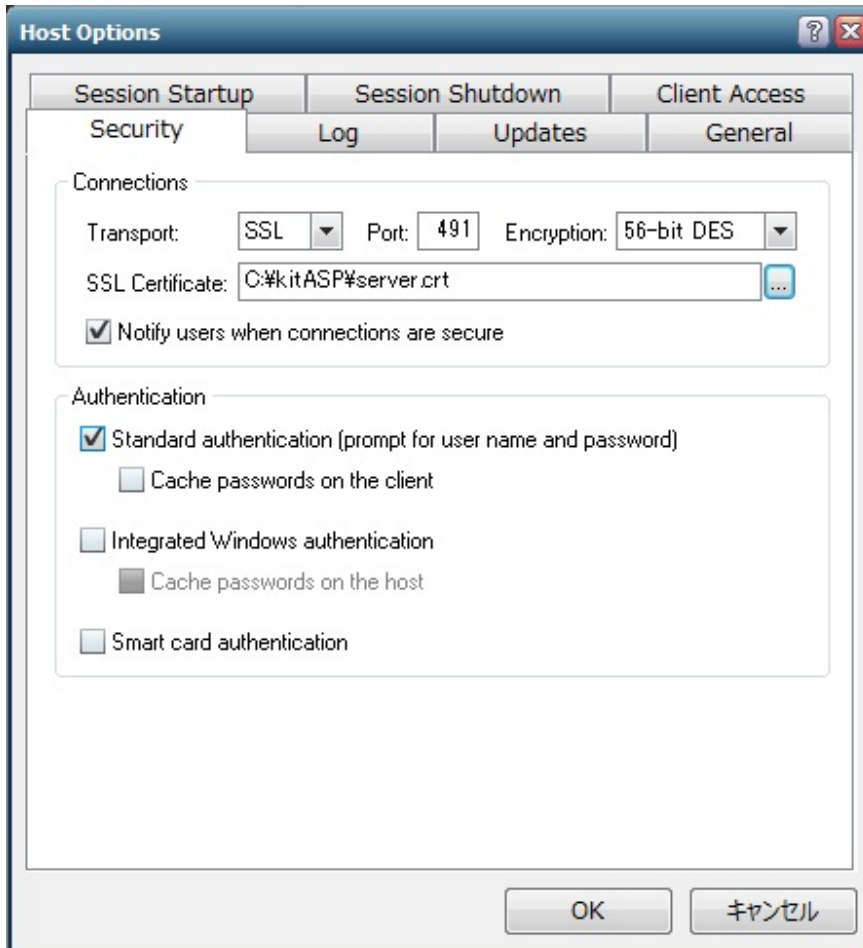 Host Options
Session Startup Session Shutdown Client Access
Security Log Updates General
Connections
Transport: SSL Port: 491 Encryption: 56-bit DES
SSL Certificate: C:¥kitASP¥server.crt ...
Notify users when connections are secure
Authentication
Standard authentication (prompt for user name and password)
Cache passwords on the client
Integrated Windows authentication
Cache passwords on the host
Smart card authentication
OK キャンセル